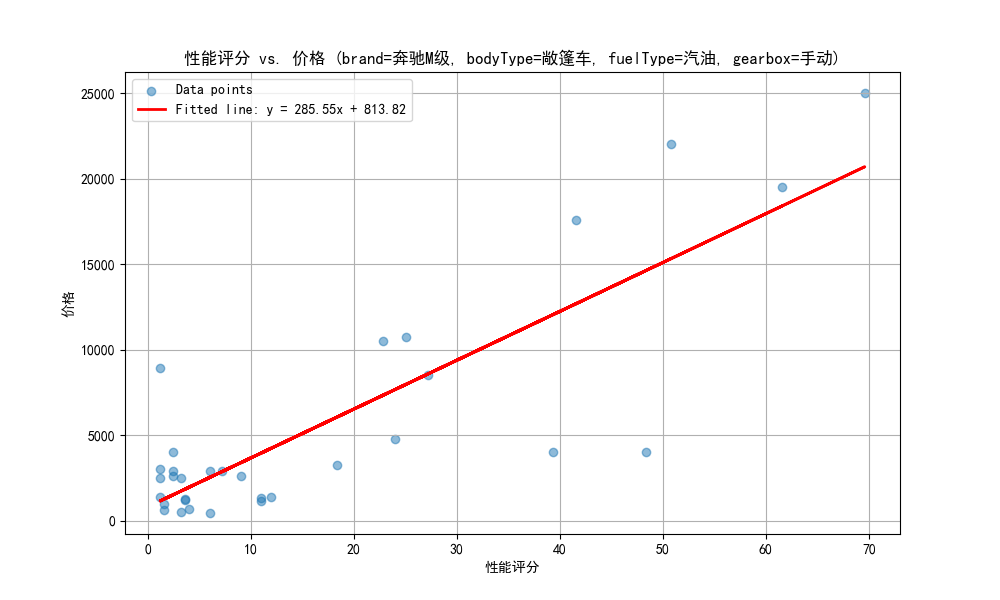 性能评分 vs. 价格 (brand=奔驰M级, bodyType=敞篷车, fuelType=汽油, gearbox=手动)
Data points
Fitted line: y = 285.55x + 813.82
价格
25000
20000
15000
10000
5000
0
0 10 20 30 40 50 60 70
性能评分